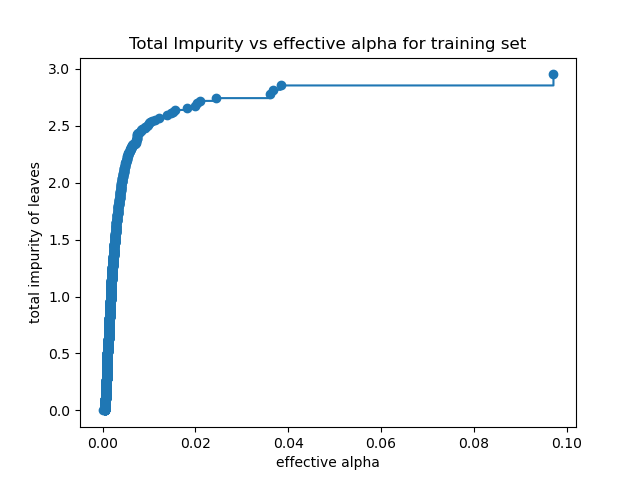 Total Impurity vs effective alpha for training set
total impurity of leaves
3.0
2.5
2.0
1.5
1.0
0.5
0.0
0.00 0.02 0.04 0.06 0.08 0.10
effective alpha